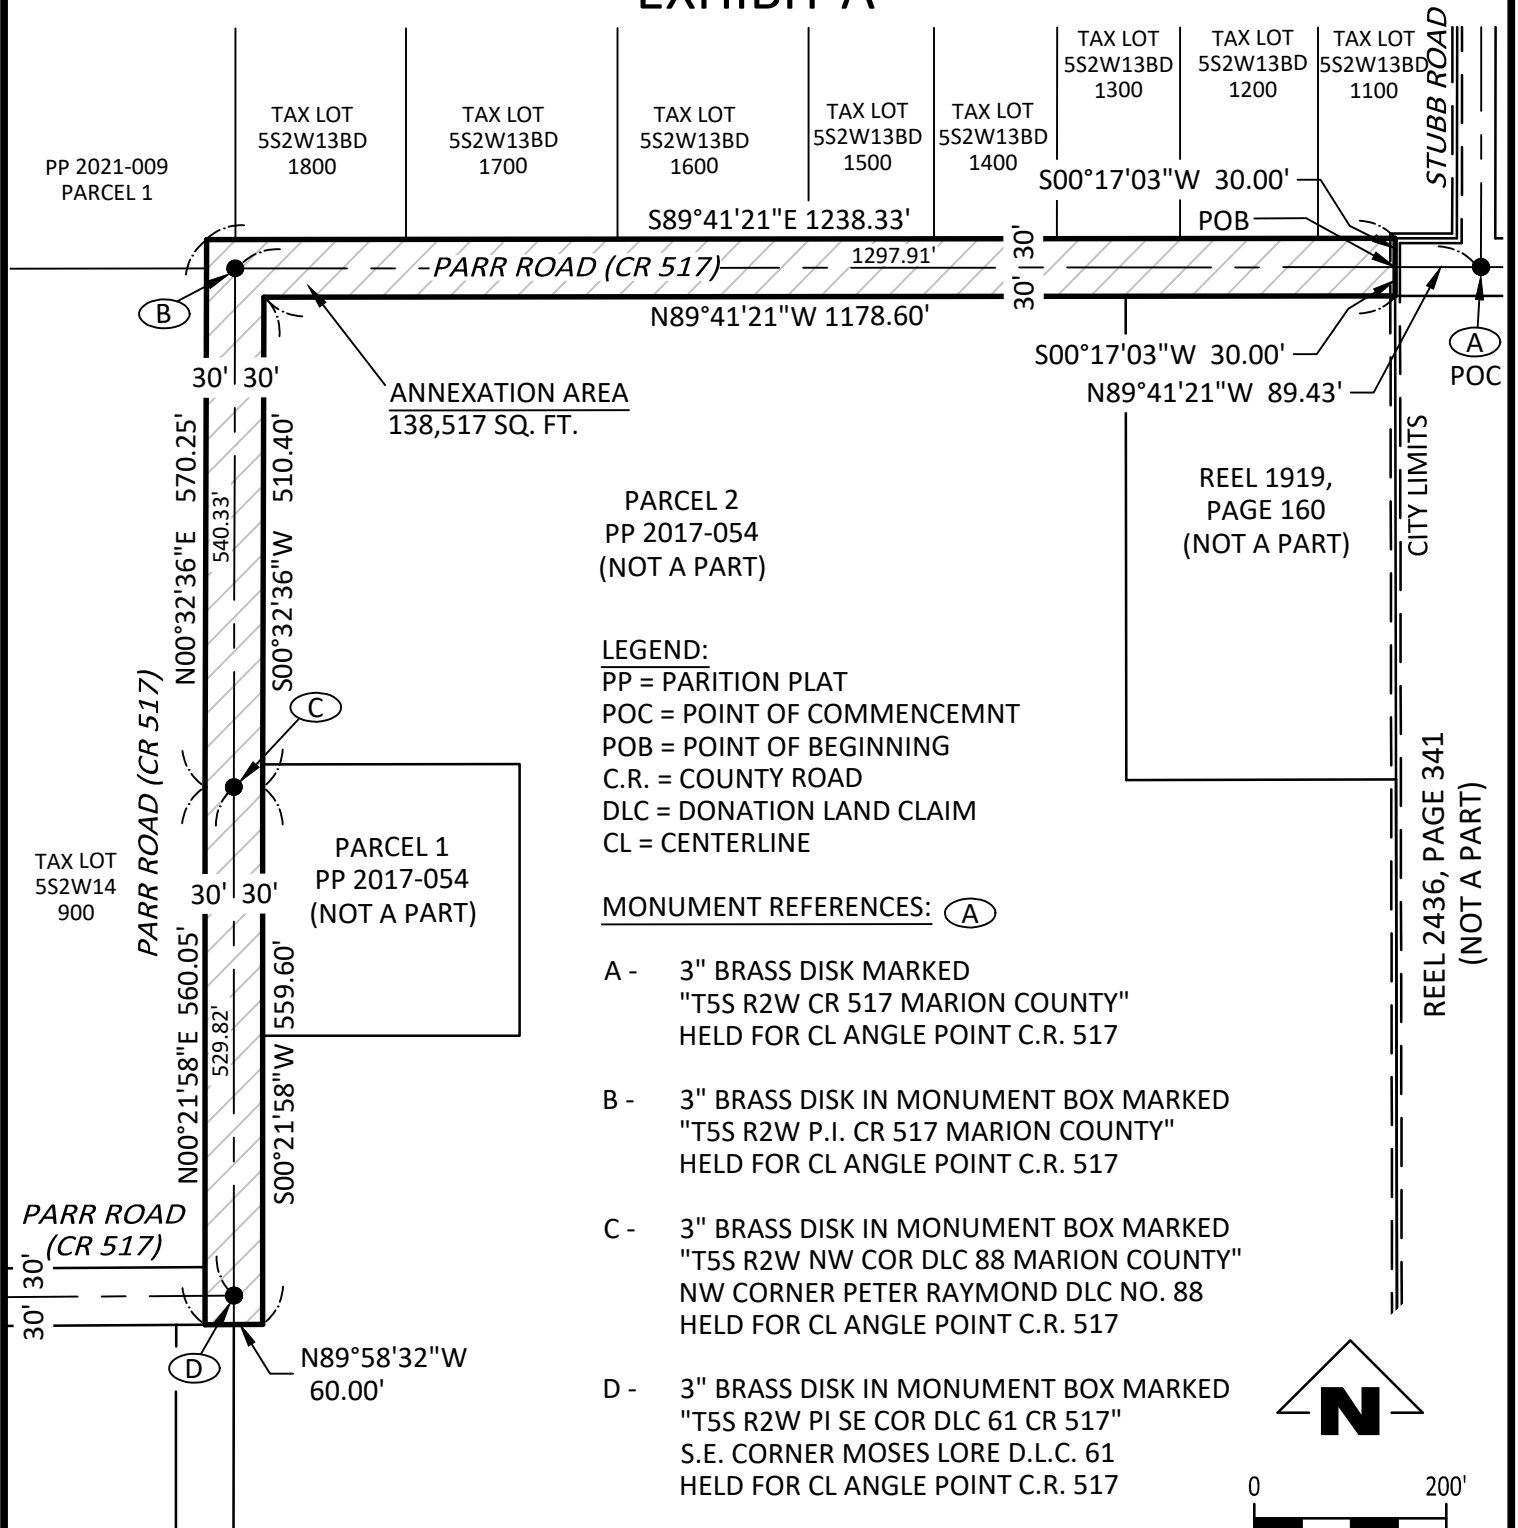 EXHIBIT A
TAX LOT
5S2W13BD
1300
TAX LOT
5S2W13BD
1200
TAX LOT
5S2W13BD
1100
STUBB ROAD
PP 2021-009
PARCEL 1
TAX LOT
5S2W13BD
1800
TAX LOT
5S2W13BD
1700
TAX LOT
5S2W13BD
1600
TAX LOT
5S2W13BD
1500
TAX LOT
5S2W13BD
1400
S00°17'03"W 30.00'
POB
S89°41'21"E 1238.33'
1297.91'
PARR ROAD (CR 517)
30'
30'
B
N89°41'21"W 1178.60'
S00°17'03"W 30.00'
N89°41'21"W 89.43'
A
POC
30' 30'
ANNEXATION AREA
138,517 SQ. FT.
N00°32'36"E 570.25'
540.33'
S00°32'36"W 510.40'
PARCEL 2
PP 2017-054
(NOT A PART)
REEL 1919,
PAGE 160
(NOT A PART)
CITY LIMITS
C
PARR ROAD (CR 517)
LEGEND:
PP = PARITION PLAT
POC = POINT OF COMMENCEMNT
POB = POINT OF BEGINNING
C.R. = COUNTY ROAD
DLC = DONATION LAND CLAIM
CL = CENTERLINE
REEL 2436, PAGE 341
(NOT A PART)
TAX LOT
5S2W14
900
PARCEL 1
PP 2017-054
(NOT A PART)
30' 30'
N00°21'58"E 560.05'
529.82'
S00°21'58"W 559.60'
MONUMENT REFERENCES: A
A - 3" BRASS DISK MARKED
"T5S R2W CR 517 MARION COUNTY"
HELD FOR CL ANGLE POINT C.R. 517
B - 3" BRASS DISK IN MONUMENT BOX MARKED
"T5S R2W P.I. CR 517 MARION COUNTY"
HELD FOR CL ANGLE POINT C.R. 517
C - 3" BRASS DISK IN MONUMENT BOX MARKED
"T5S R2W NW COR DLC 88 MARION COUNTY"
NW CORNER PETER RAYMOND DLC NO. 88
HELD FOR CL ANGLE POINT C.R. 517
D - 3" BRASS DISK IN MONUMENT BOX MARKED
"T5S R2W PI SE COR DLC 61 CR 517"
S.E. CORNER MOSES LORE D.L.C. 61
HELD FOR CL ANGLE POINT C.R. 517
PARR ROAD
(CR 517)
30'
30'
D
N89°58'32"W
60.00'
N
0 200'